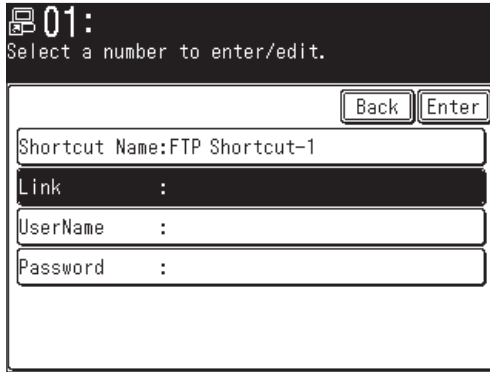 01:
Select a number to enter/edit.
Back Enter
Shortcut Name:FTP Shortcut-1
Link :
UserName :
Password :